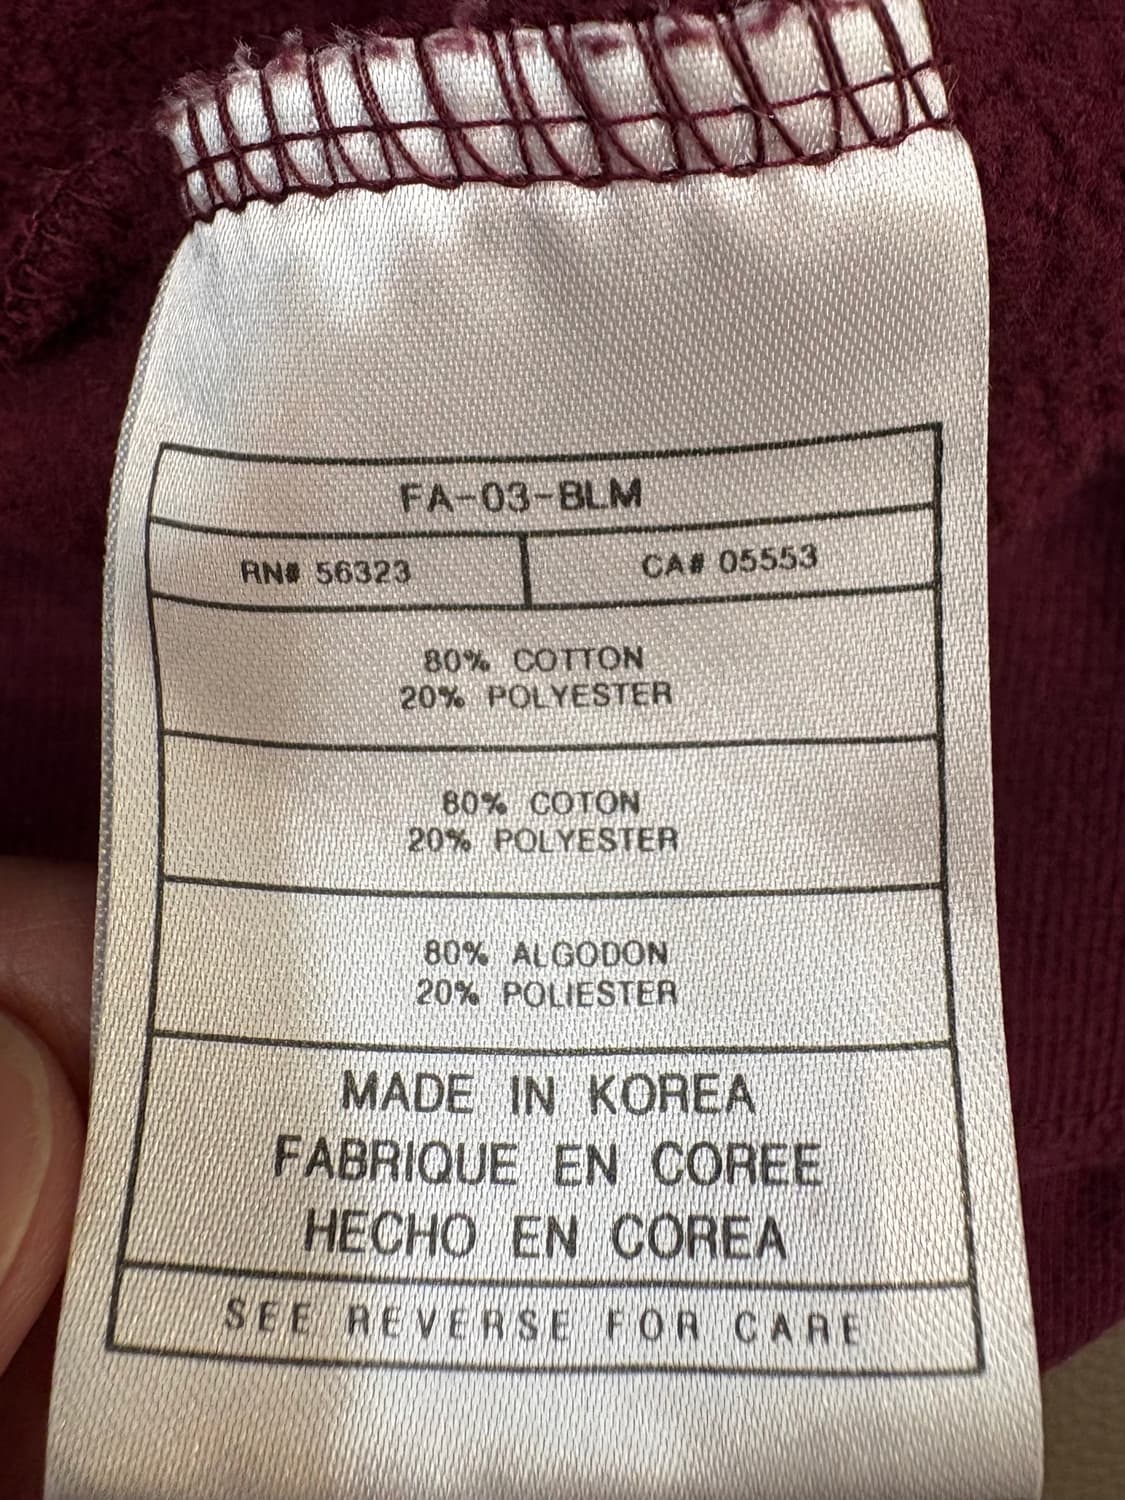 FA-03-BLM
RN# 56323 CA# 05553
80% COTTON
20% POLYESTER
80% COTON
20% POLYESTER
80% ALGODON
20% POLIESTER
MADE IN KOREA
FABRIQUE EN COREE
HECHO EN COREA
SEE REVERSE FOR CARE